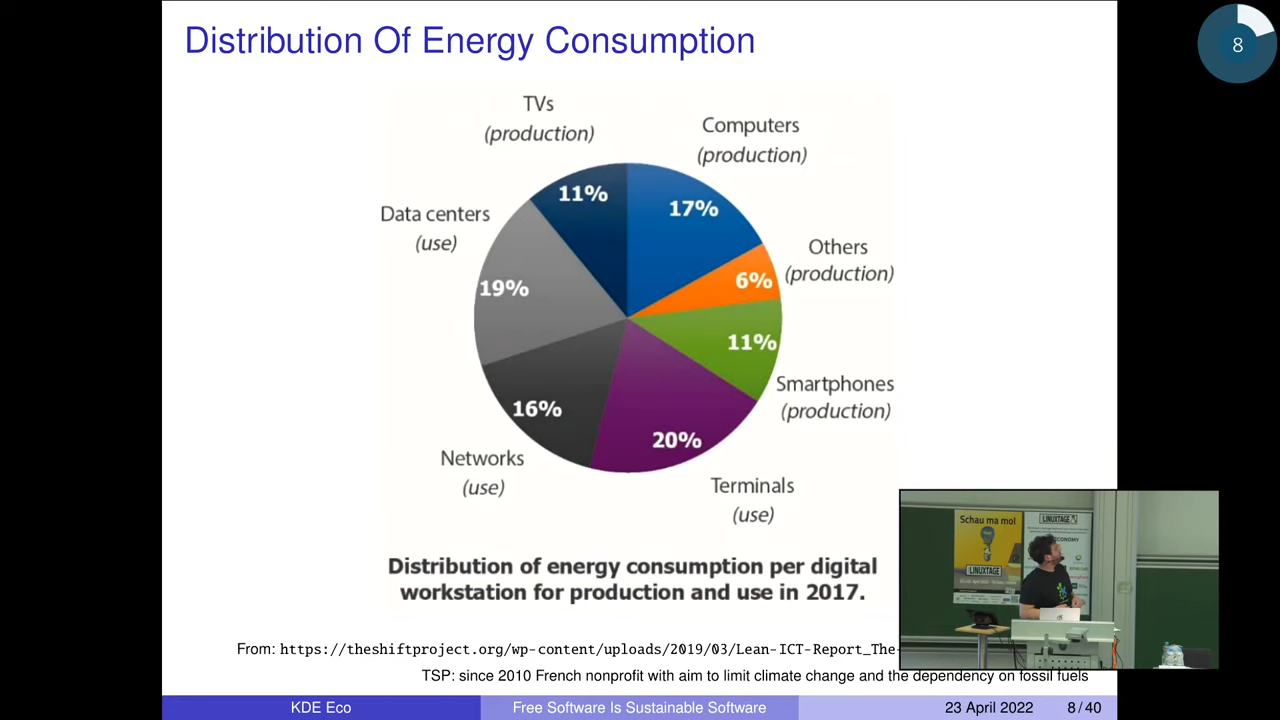 Distribution Of Energy Consumption
8
TVs
(production)
Computers
(production)
11%
17%
Data centers
(use)
Others
(production)
19%
6%
11%
Smartphones
(production)
16%
20%
Networks
(use)
Terminals
(use)
Distribution of energy consumption per digital
workstation for production and use in 2017.
Schau ma mol
LINUXTAGE
ECONOMY
LINUXTAGE
From: https://theshiftproject.org/wp-content/uploads/2019/03/Lean-ICT-Report_The-
TSP: since 2010 French nonprofit with aim to limit climate change and the dependency on fossil fuels
KDE Eco
Free Software Is Sustainable Software
23 April 2022
8 / 40